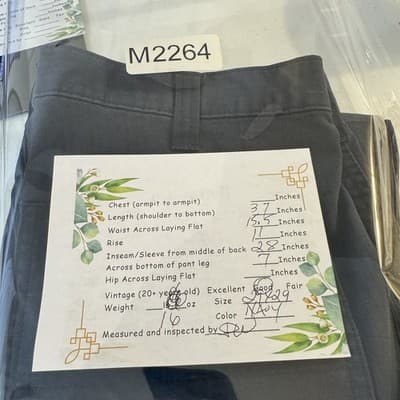 M2264
Chest (armpit to armpit) ____ Inches
Length (shoulder to bottom) 37 Inches
Waist Across Laying Flat 15.5 Inches
Rise 11 Inches
Inseam/Sleeve from middle of back 28 Inches
Across bottom of pant leg 7 Inches
Hip Across Laying Flat ____ Inches
Vintage (20+ years old) Excellent Good Fair
Weight 16 oz Size
Color Navy
Measured and inspected by